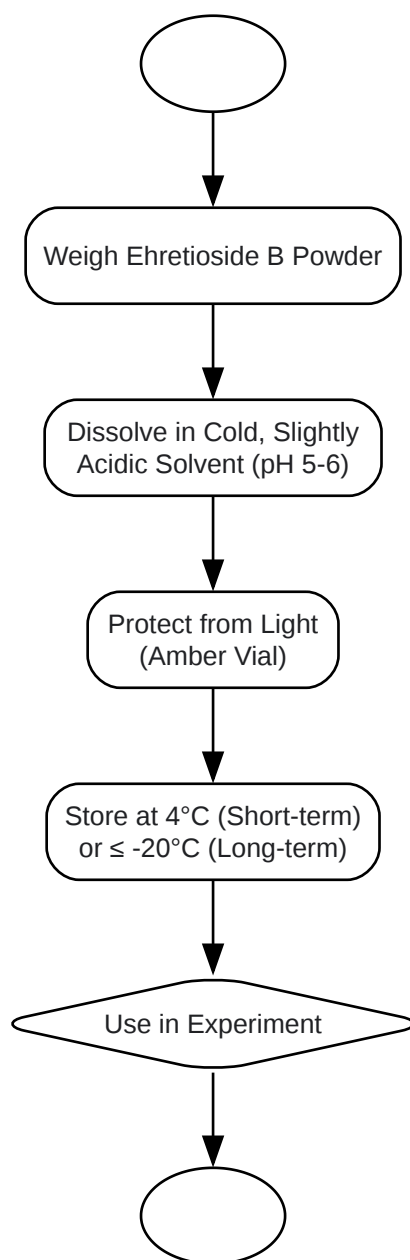 Weigh Ehretioside B Powder
Dissolve in Cold, Slightly
Acidic Solvent (pH 5-6)
Protect from Light
(Amber Vial)
Store at 4°C (Short-term)
or ≤ -20°C (Long-term)
Use in Experiment